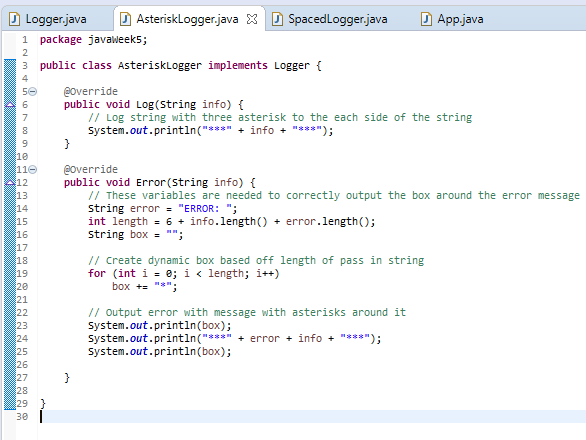 Logger.java AsteriskLogger.java SpacedLogger.java App.java
1 package javaWeek5;
2
3 public class AsteriskLogger implements Logger {
4
5 @Override
6 public void Log(String info) {
7 // Log string with three asterisk to the each side of the string
8 System.out.println("***" + info + "***");
9 }
10
11 @Override
12 public void Error(String info) {
13 // These variables are needed to correctly output the box around the error message
14 String error = "ERROR: ";
15 int length = 6 + info.length() + error.length();
16 String box = "";
17
18 // Create dynamic box based off length of pass in string
19 for (int i = 0; i < length; i++)
20 box += "*";
21
22 // Output error with message with asterisks around it
23 System.out.println(box);
24 System.out.println("***" + error + info + "***");
25 System.out.println(box);
26
27 }
28
29 }
30